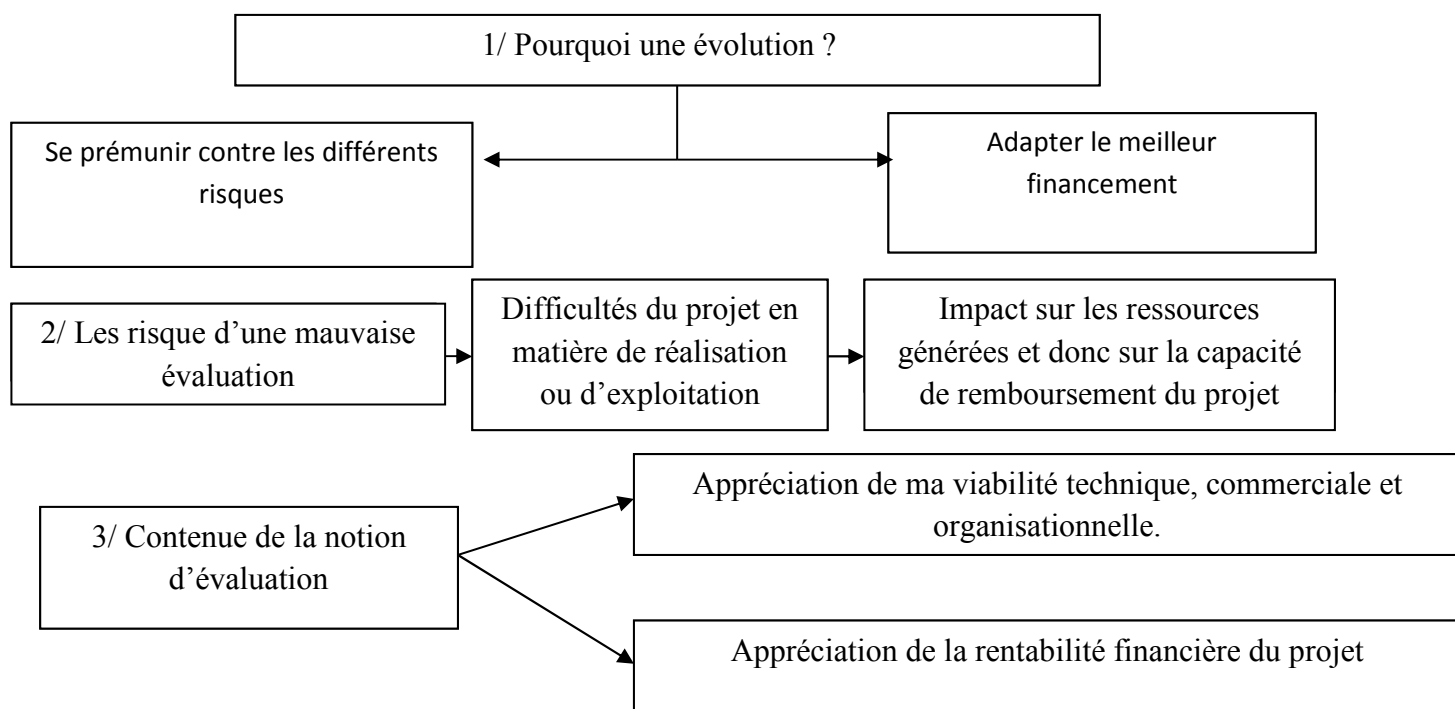 1/ Pourquoi une évolution ?
Se prémunir contre les différents
risques
Adapter le meilleur
financement
2/ Les risque d’une mauvaise
évaluation
Difficultés du projet en
matière de réalisation
ou d’exploitation
Impact sur les ressources
générées et donc sur la capacité
de remboursement du projet
3/ Contenue de la notion
d’évaluation
Appréciation de ma viabilité technique, commerciale et
organisationnelle.
Appréciation de la rentabilité financière du projet